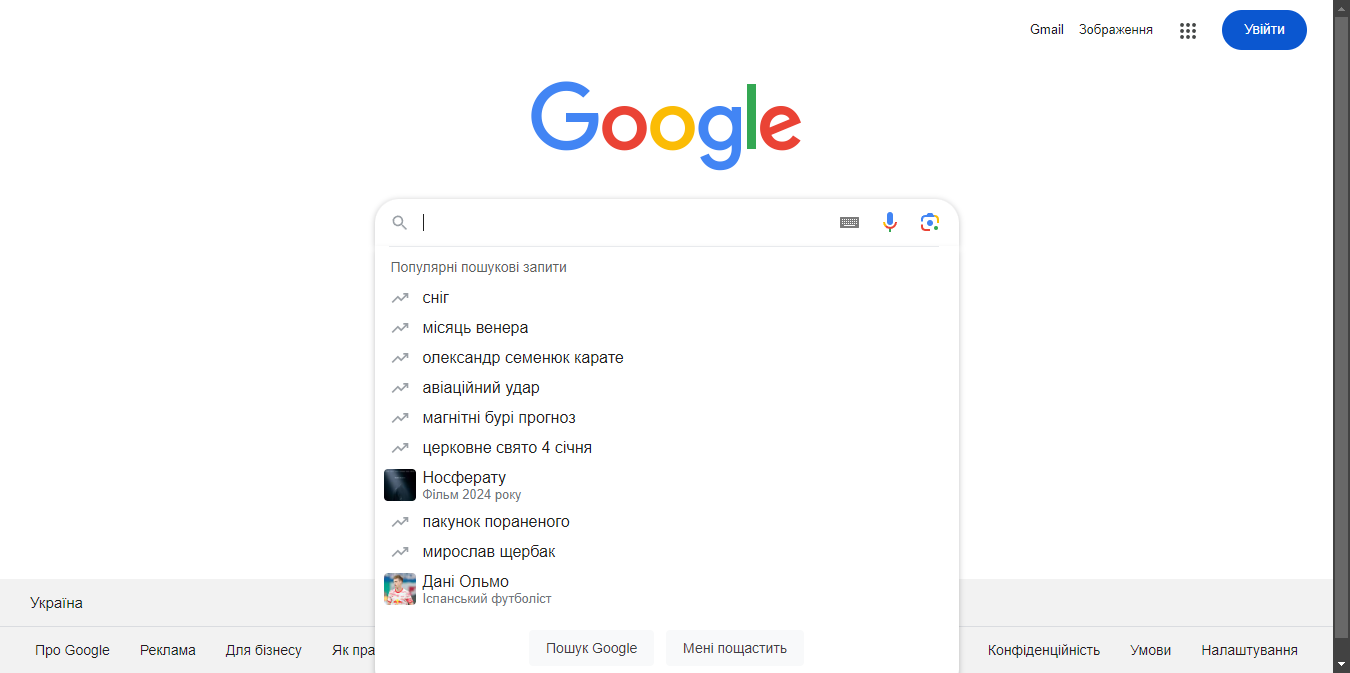 Gmail Зображення Увійти
Google
Популярні пошукові запити
сніг
місяць венера
олександр семенюк карате
авіаційний удар
магнітні бурі прогноз
церковне свято 4 січня
Носферату
Фільм 2024 року
пакунок пораненого
мирослав щербак
Дані Ольмо
Іспанський футболіст
Пошук Google Мені пощастить
Україна
Про Google Реклама Для бізнесу Як пра Конфіденційність Умови Налаштування